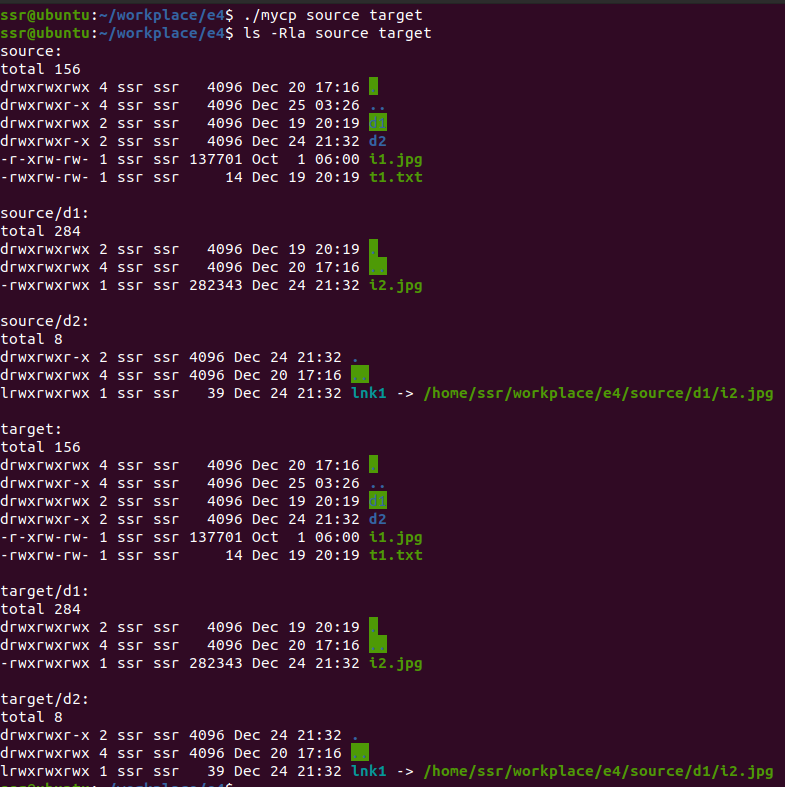 ssr@ubuntu:~/workplace/e4$ ./mycp source target
ssr@ubuntu:~/workplace/e4$ ls -Rla source target
source:
total 156
drwxrwxrwx 4 ssr ssr   4096 Dec 20 17:16 .
drwxrwxr-x 4 ssr ssr   4096 Dec 25 03:26 ..
drwxrwxrwx 2 ssr ssr   4096 Dec 19 20:19 d1
drwxrwxr-x 2 ssr ssr   4096 Dec 24 21:32 d2
-r-xrw-rw- 1 ssr ssr 137701 Oct  1 06:00 i1.jpg
-rwxrw-rw- 1 ssr ssr     14 Dec 19 20:19 t1.txt

source/d1:
total 284
drwxrwxrwx 2 ssr ssr   4096 Dec 19 20:19 .
drwxrwxrwx 4 ssr ssr   4096 Dec 20 17:16 ..
-rwxrwxrwx 1 ssr ssr 282343 Dec 24 21:32 i2.jpg

source/d2:
total 8
drwxrwxr-x 2 ssr ssr 4096 Dec 24 21:32 .
drwxrwxrwx 4 ssr ssr 4096 Dec 20 17:16 ..
lrwxrwxrwx 1 ssr ssr   39 Dec 24 21:32 lnk1 -> /home/ssr/workplace/e4/source/d1/i2.jpg

target:
total 156
drwxrwxrwx 4 ssr ssr   4096 Dec 20 17:16 .
drwxrwxr-x 4 ssr ssr   4096 Dec 25 03:26 ..
drwxrwxrwx 2 ssr ssr   4096 Dec 19 20:19 d1
drwxrwxr-x 2 ssr ssr   4096 Dec 24 21:32 d2
-r-xrw-rw- 1 ssr ssr 137701 Oct  1 06:00 i1.jpg
-rwxrw-rw- 1 ssr ssr     14 Dec 19 20:19 t1.txt

target/d1:
total 284
drwxrwxrwx 2 ssr ssr   4096 Dec 19 20:19 .
drwxrwxrwx 4 ssr ssr   4096 Dec 20 17:16 ..
-rwxrwxrwx 1 ssr ssr 282343 Dec 24 21:32 i2.jpg

target/d2:
total 8
drwxrwxr-x 2 ssr ssr 4096 Dec 24 21:32 .
drwxrwxrwx 4 ssr ssr 4096 Dec 20 17:16 ..
lrwxrwxrwx 1 ssr ssr   39 Dec 24 21:32 lnk1 -> /home/ssr/workplace/e4/source/d1/i2.jpg
ssr@ubuntu:~/workplace/e4$